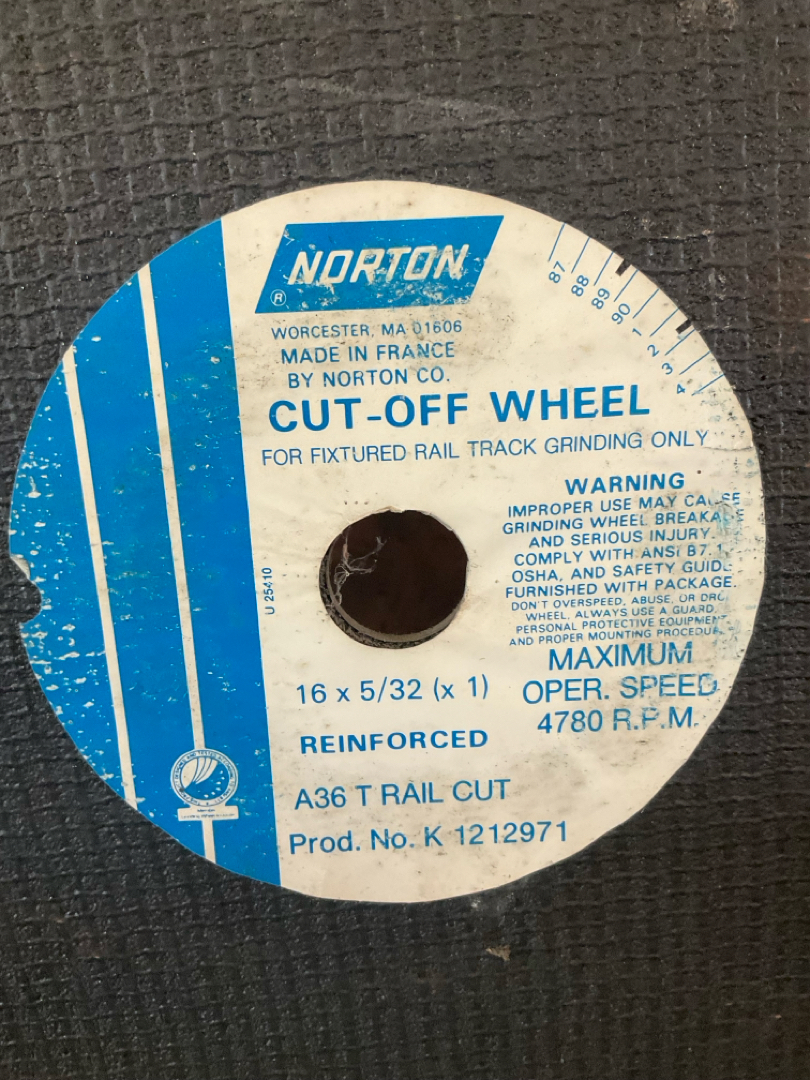 NORTON
®
WORCESTER, MA 01606
MADE IN FRANCE
BY NORTON CO.
CUT-OFF WHEEL
FOR FIXTURED RAIL TRACK GRINDING ONLY
87
88
89
90
1
2
3
4
WARNING
IMPROPER USE MAY CAUSE
GRINDING WHEEL BREAKA
AND SERIOUS INJURY.
COMPLY WITH ANSI B7.1,
OSHA, AND SAFETY GUIDE
FURNISHED WITH PACKAGE.
DON'T OVERSPEED, ABUSE, OR DRO
WHEEL. ALWAYS USE A GUARD.
PERSONAL PROTECTIVE EQUIPMENT
AND PROPER MOUNTING PROCEDUR
MAXIMUM
OPER. SPEED
4780 R.P.M.
U 25410
16 x 5/32 (x 1)
REINFORCED
A36 T RAIL CUT
Prod. No. K 1212971